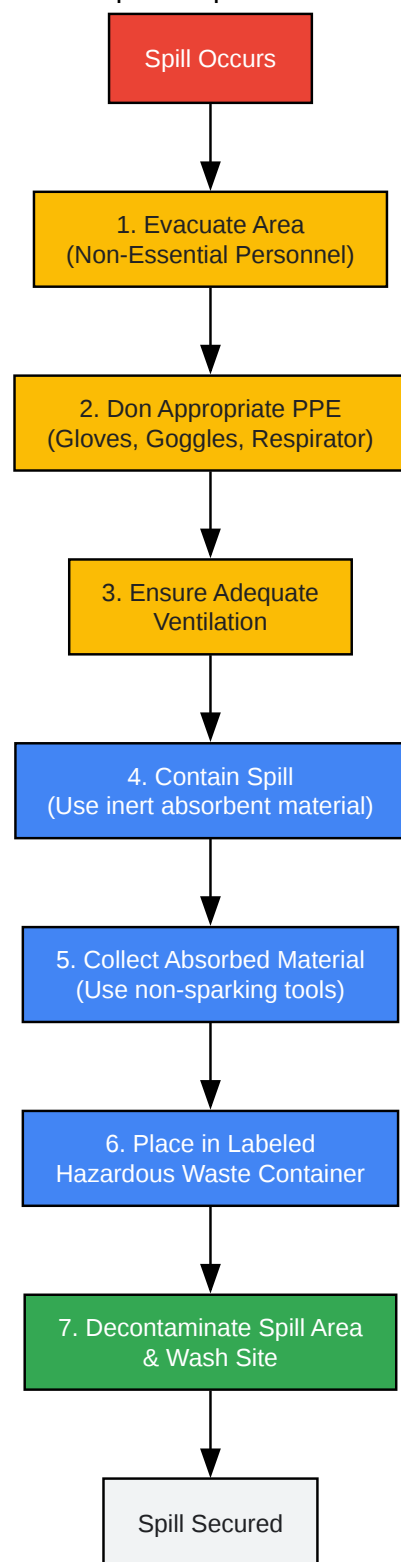 Spill Occurs
1. Evacuate Area
(Non-Essential Personnel)
2. Don Appropriate PPE
(Gloves, Goggles, Respirator)
3. Ensure Adequate
Ventilation
4. Contain Spill
(Use inert absorbent material)
5. Collect Absorbed Material
(Use non-sparking tools)
6. Place in Labeled
Hazardous Waste Container
7. Decontaminate Spill Area
& Wash Site
Spill Secured